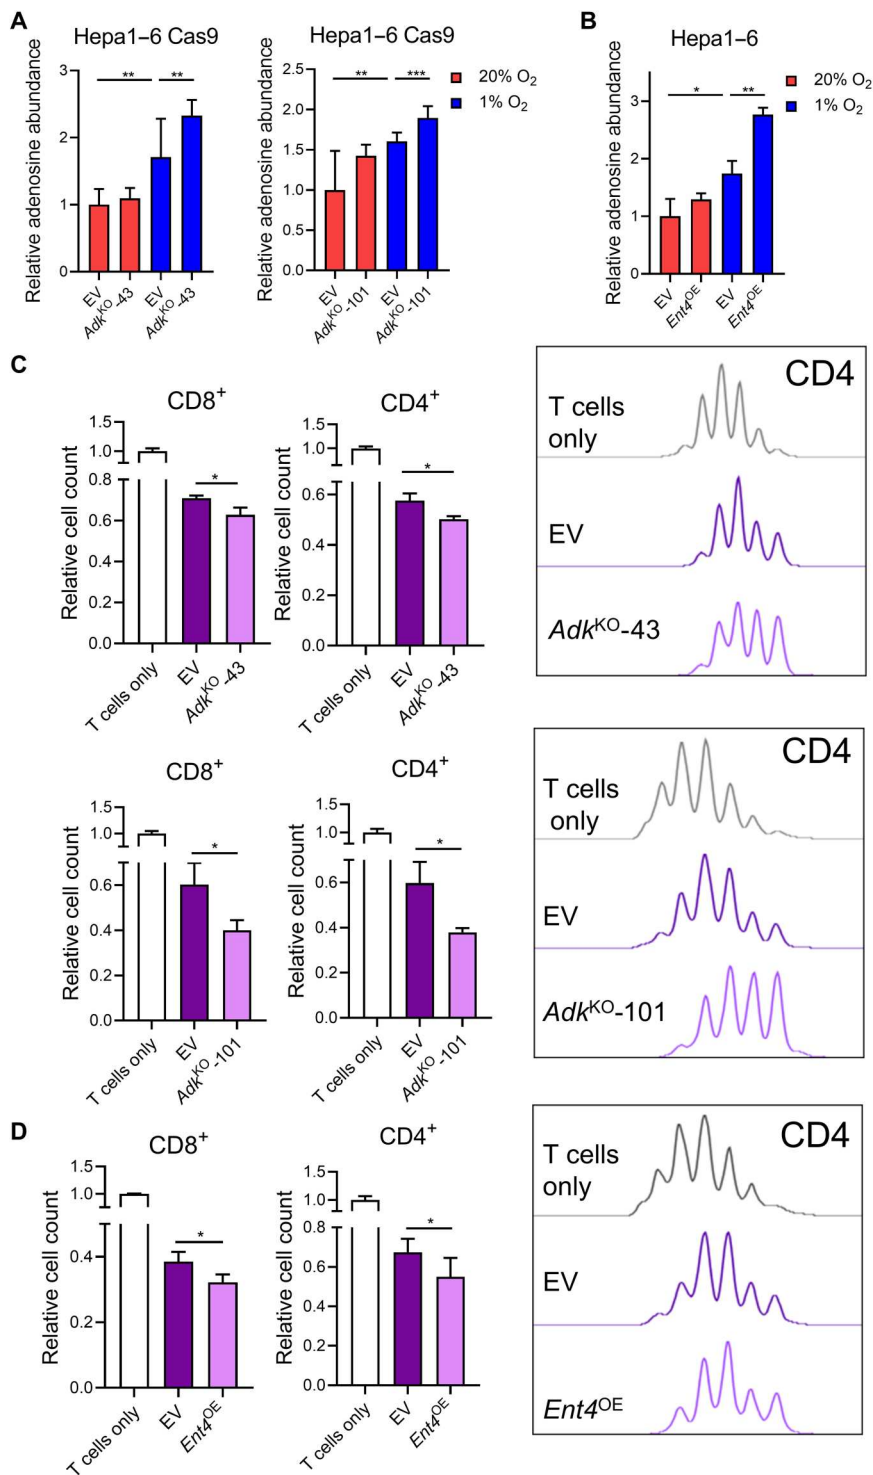 A
Hepa1–6 Cas9
Relative adenosine abundance
3
2
1
0
** **
EV
Adk^KO-43
EV
Adk^KO-43
Hepa1–6 Cas9
Relative adenosine abundance
2.5
2.0
1.5
1.0
0.5
0.0
** ***
EV
Adk^KO-101
EV
Adk^KO-101
20% O₂
1% O₂
B
Hepa1–6
Relative adenosine abundance
3
2
1
0
* **
EV
Ent4^OE
EV
Ent4^OE
20% O₂
1% O₂
C
CD8⁺
Relative cell count
1.5
1.0
0.8
0.6
0.4
0.2
0.0
*
T cells only
EV
Adk^KO-43
CD4⁺
Relative cell count
1.5
1.0
0.6
0.4
0.2
0.0
*
T cells only
EV
Adk^KO-43
CD4
T cells
only
EV
Adk^KO-43
CD8⁺
Relative cell count
1.5
1.0
0.6
0.4
0.2
0.0
*
T cells only
EV
Adk^KO-101
CD4⁺
Relative cell count
1.5
1.0
0.6
0.4
0.2
0.0
*
T cells only
EV
Adk^KO-101
CD4
T cells
only
EV
Adk^KO-101
D
CD8⁺
Relative cell count
1.5
1.0
0.4
0.2
0.0
*
T cells only
EV
Ent4^OE
CD4⁺
Relative cell count
1.5
1.0
0.8
0.6
0.4
0.2
0.0
*
T cells only
EV
Ent4^OE
CD4
T cells
only
EV
Ent4^OE